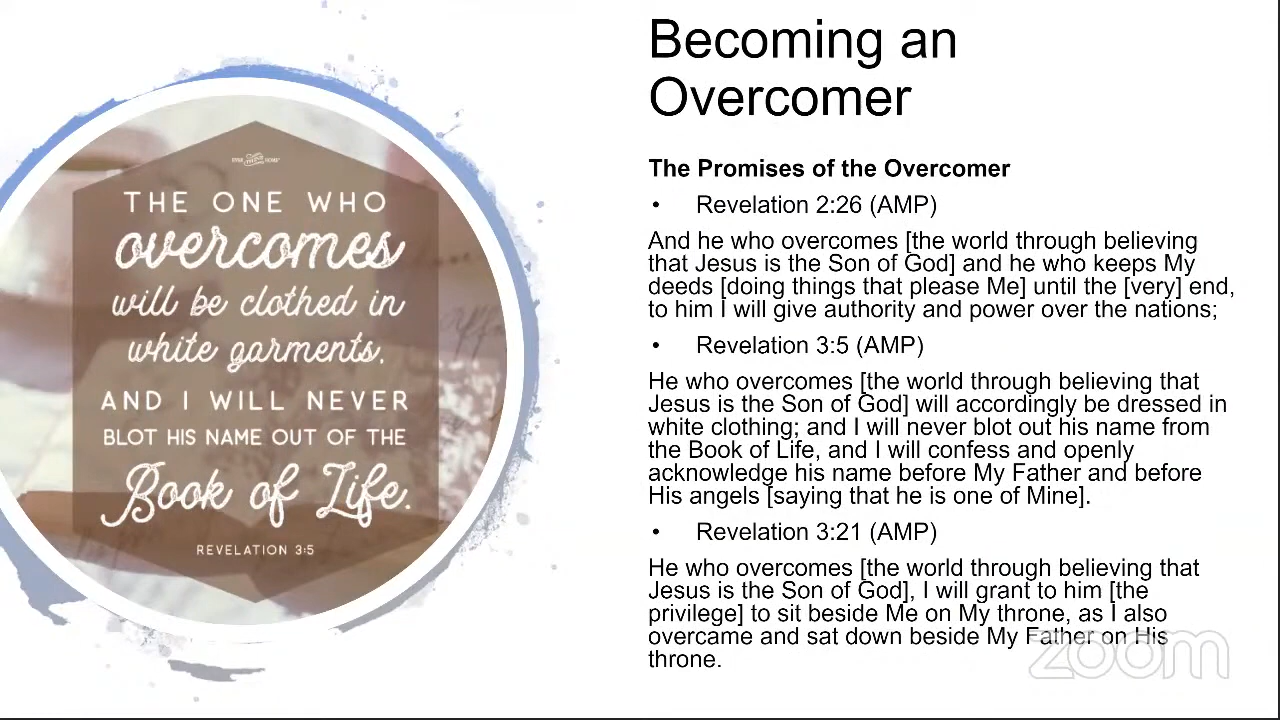 THE ONE WHO
overcomes
will be clothed in
white garments.
AND I WILL NEVER
BLOT HIS NAME OUT OF THE
Book of Life.
REVELATION 3:5
Becoming an
Overcomer
The Promises of the Overcomer
• Revelation 2:26 (AMP)
And he who overcomes [the world through believing
that Jesus is the Son of God] and he who keeps My
deeds [doing things that please Me] until the [very] end,
to him I will give authority and power over the nations;
• Revelation 3:5 (AMP)
He who overcomes [the world through believing that
Jesus is the Son of God] will accordingly be dressed in
white clothing; and I will never blot out his name from
the Book of Life, and I will confess and openly
acknowledge his name before My Father and before
His angels [saying that he is one of Mine].
• Revelation 3:21 (AMP)
He who overcomes [the world through believing that
Jesus is the Son of God], I will grant to him [the
privilege] to sit beside Me on My throne, as I also
overcame and sat down beside My Father on His
throne.
zoom